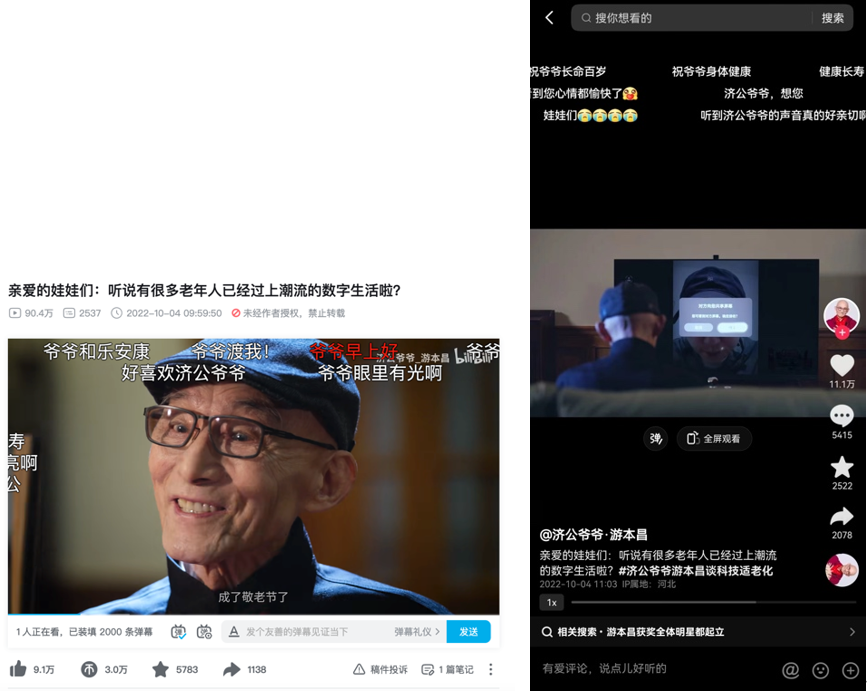 亲爱的娃娃们：听说有很多老年人已经过上潮流的数字生活啦？
90.4万 2537 2022-10-04 09:59:50 未经作者授权，禁止转载
爷爷和乐安康 爷爷渡我！ 爷爷早上好
济公爷爷_游本昌 bilibili
好喜欢济公爷爷 爷爷眼里有光啊
寿
亮啊
公
成了敬老节了
1人正在看，已装填 2000 条弹幕 弹 A 发个友善的弹幕见证当下 弹幕礼仪 > 发送
9.1万 3.0万 5783 1138 稿件投诉 1 篇笔记
搜你想看的 搜索
祝爷爷长命百岁 祝爷爷身体健康 健康长寿
到您心情都愉快了 济公爷爷，想您
娃娃们 听到济公爷爷的声音真的好亲切啊
11.1万
弹 全屏观看
5415
2522
2078
@济公爷爷·游本昌
亲爱的娃娃们：听说有很多老年人已经过上潮流
的数字生活啦？#济公爷爷游本昌谈科技适老化
2022-10-04 11:03 IP属地：河北
1x
相关搜索·游本昌获奖全体明星都起立
有爱评论，说点儿好听的 @